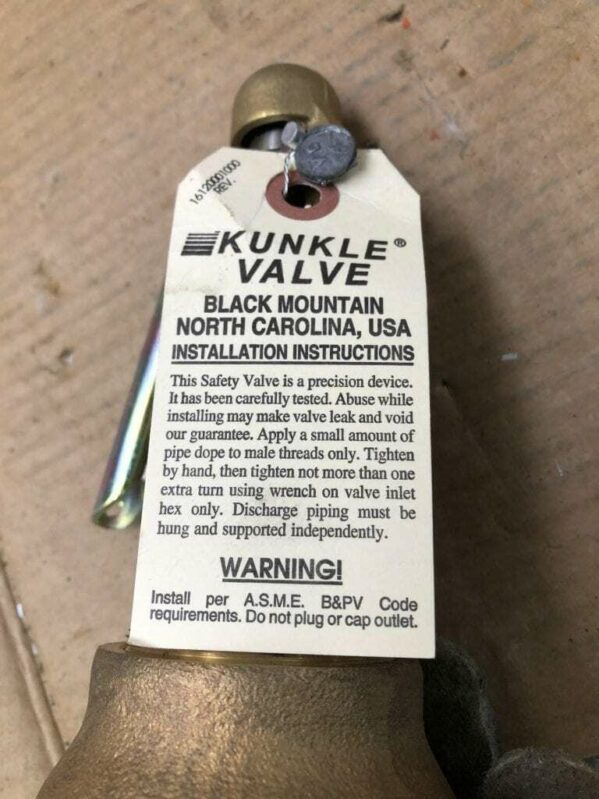 16120001000
REV.
KUNKLE®
VALVE
BLACK MOUNTAIN
NORTH CAROLINA, USA
INSTALLATION INSTRUCTIONS
This Safety Valve is a precision device.
It has been carefully tested. Abuse while
installing may make valve leak and void
our guarantee. Apply a small amount of
pipe dope to male threads only. Tighten
by hand, then tighten not more than one
extra turn using wrench on valve inlet
hex only. Discharge piping must be
hung and supported independently.
WARNING!
Install per A.S.M.E. B&PV Code
requirements. Do not plug or cap outlet.